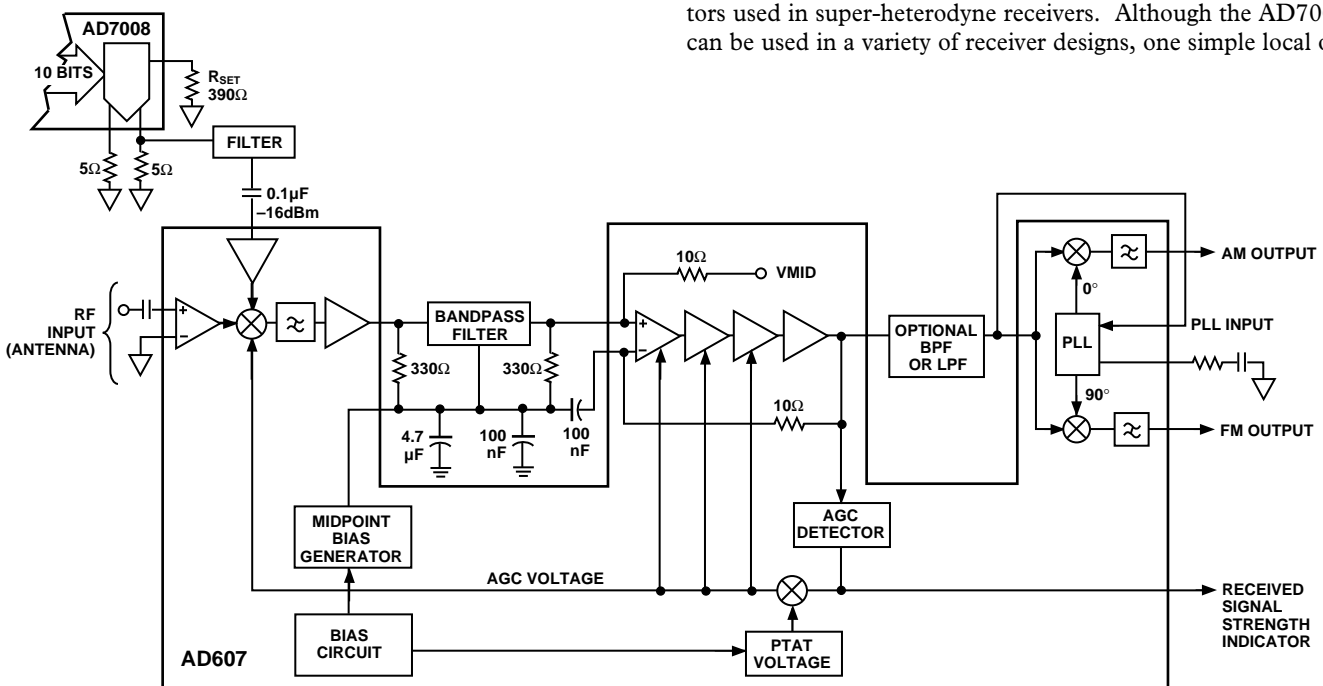 tors used in super-heterodyne receivers. Although the AD70
can be used in a variety of receiver designs, one simple local o
AD7008
10 BITS
RSET
390Ω
5Ω
5Ω
FILTER
0.1µF
–16dBm
RF
INPUT
(ANTENNA)
+
–
330Ω
BANDPASS
FILTER
330Ω
4.7
µF
100
nF
100
nF
10Ω
VMID
+
–
10Ω
OPTIONAL
BPF
OR LPF
AM OUTPUT
0°
PLL INPUT
PLL
90°
FM OUTPUT
MIDPOINT
BIAS
GENERATOR
AGC
DETECTOR
AGC VOLTAGE
RECEIVED
SIGNAL
STRENGTH
INDICATOR
BIAS
CIRCUIT
PTAT
VOLTAGE
AD607